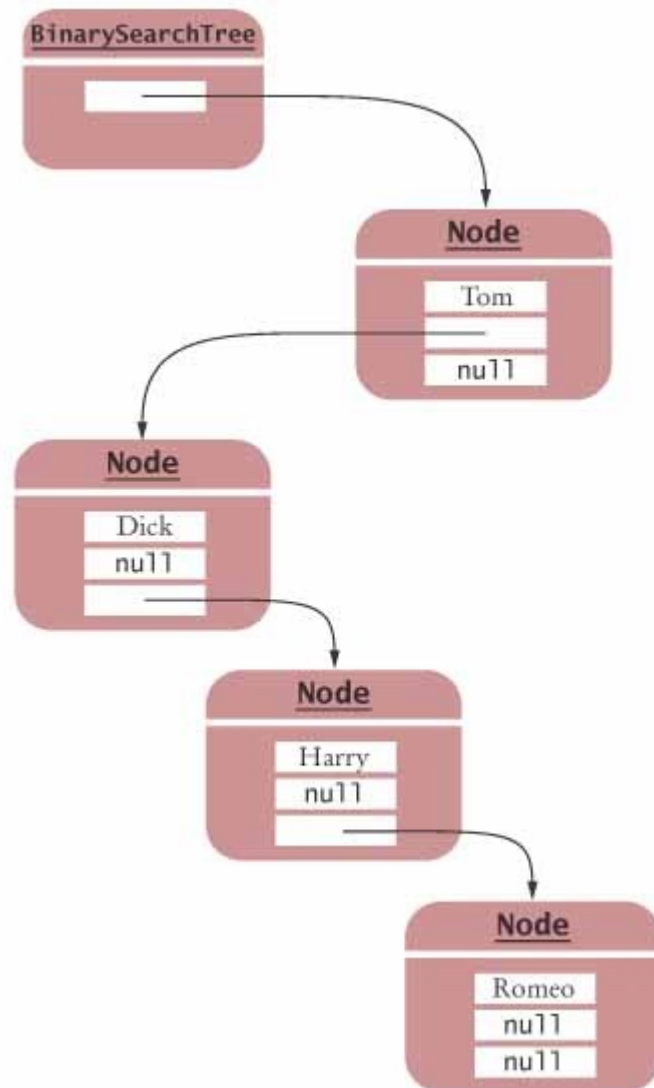 BinarySearchTree
Node
Tom
null
Node
Dick
null
Node
Harry
null
Node
Romeo
null
null